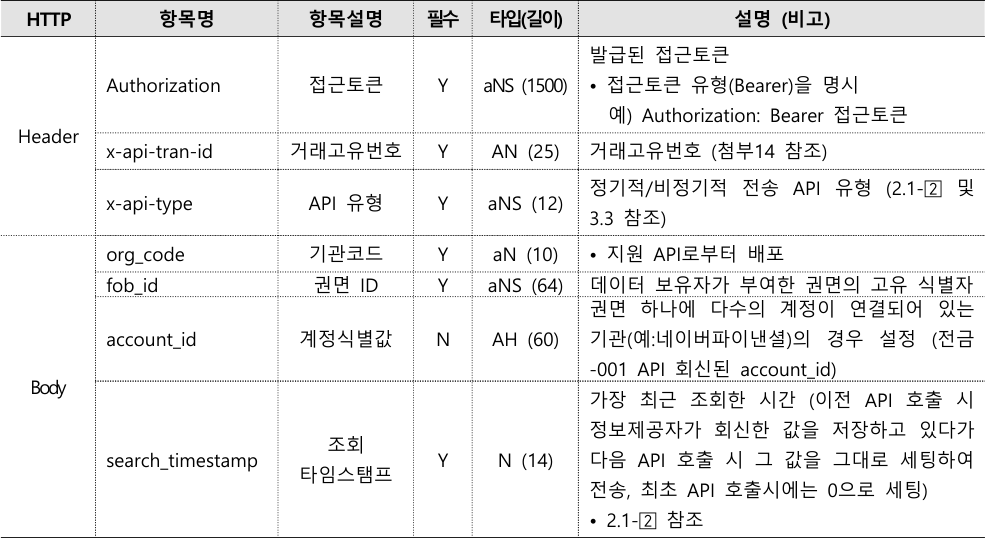 HTTP 항목명 항목설명 필수 타입(길이) 설명 (비고)
Header
Authorization 접근토큰 Y aNS (1500)
발급된 접근토큰
• 접근토큰 유형(Bearer)을 명시
예) Authorization: Bearer 접근토큰
x-api-tran-id 거래고유번호 Y AN (25) 거래고유번호 (첨부14 참조)
x-api-type API 유형 Y aNS (12)
정기적/비정기적 전송 API 유형 (2.1-② 및
3.3 참조)
Body
org_code 기관코드 Y aN (10) • 지원 API로부터 배포
fob_id 권면 ID Y aNS (64) 데이터 보유자가 부여한 권면의 고유 식별자
account_id 계정식별값 N AH (60)
권면 하나에 다수의 계정이 연결되어 있는
기관(예:네이버파이낸셜)의 경우 설정 (전금
-001 API 회신된 account_id)
search_timestamp
조회
타임스탬프
Y N (14)
가장 최근 조회한 시간 (이전 API 호출 시
정보제공자가 회신한 값을 저장하고 있다가
다음 API 호출 시 그 값을 그대로 세팅하여
전송, 최초 API 호출시에는 0으로 세팅)
• 2.1-② 참조